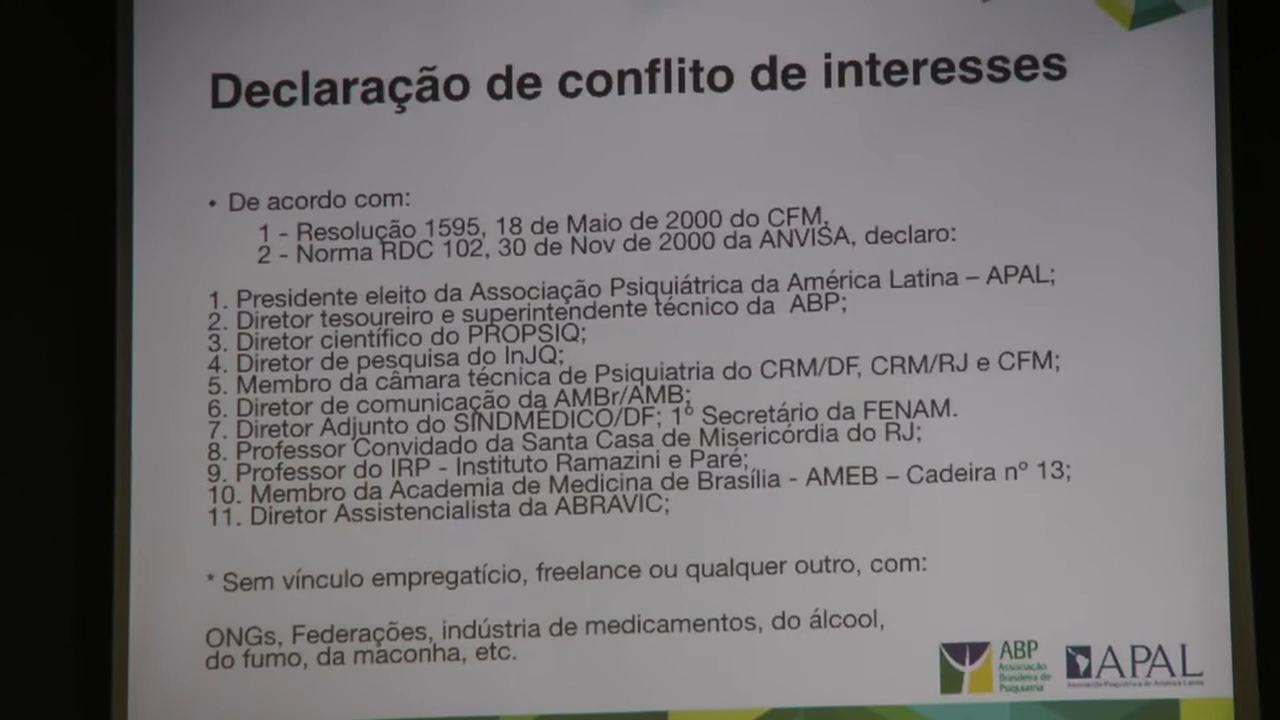 Declaração de conflito de interesses
• De acordo com:
1 - Resolução 1595, 18 de Maio de 2000 do CFM,
2 - Norma RDC 102, 30 de Nov de 2000 da ANVISA, declaro:
1. Presidente eleito da Associação Psiquiátrica da América Latina – APAL;
2. Diretor tesoureiro e superintendente técnico da ABP;
3. Diretor científico do PROPSIQ;
4. Diretor de pesquisa do InJQ;
5. Membro da câmara técnica de Psiquiatria do CRM/DF, CRM/RJ e CFM;
6. Diretor de comunicação da AMBr/AMB;
7. Diretor Adjunto do SINDMÉDICO/DF; 1º Secretário da FENAM.
8. Professor Convidado da Santa Casa de Misericórdia do RJ;
9. Professor do IRP - Instituto Ramazini e Paré;
10. Membro da Academia de Medicina de Brasília - AMEB – Cadeira nº 13;
11. Diretor Assistencialista da ABRAVIC;
* Sem vínculo empregatício, freelance ou qualquer outro, com:
ONGs, Federações, indústria de medicamentos, do álcool,
do fumo, da maconha, etc.
ABP
Associação
Brasileira de
Psiquiatria
APAL